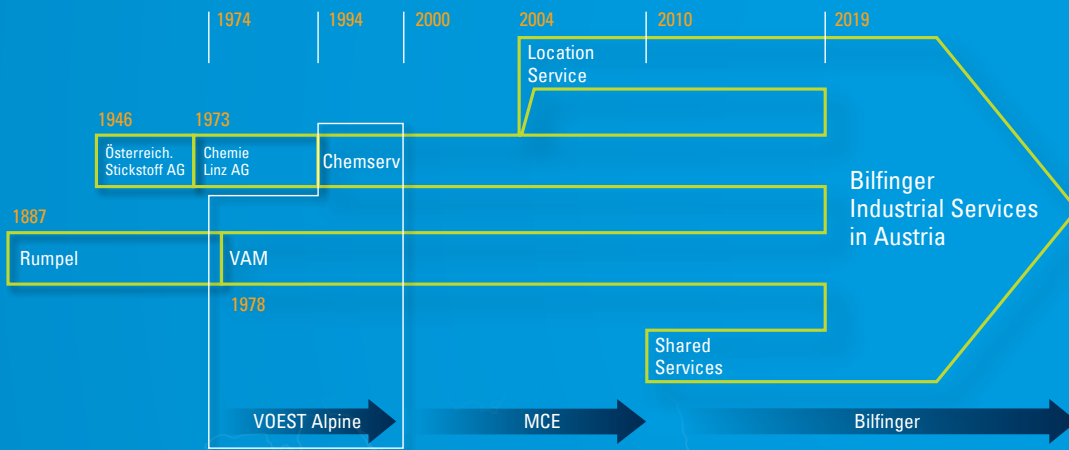 1974
1994
2000
2004
2010
2019
Location
Service
1946
1973
Österreich.
Stickstoff AG
Chemie
Linz AG
Chemserv
Bilfinger
Industrial Services
in Austria
1887
Rumpel
VAM
1978
Shared
Services
VOEST Alpine
MCE
Bilfinger